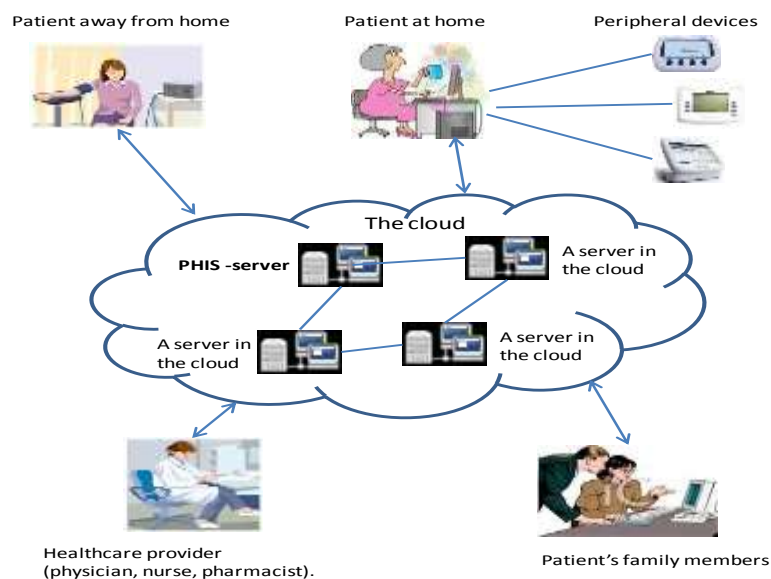 Patient away from home
Patient at home
Peripheral devices
The cloud
PHIS -server
A server in
the cloud
A server in
the cloud
A server in
the cloud
Healthcare provider
(physician, nurse, pharmacist).
Patient’s family members